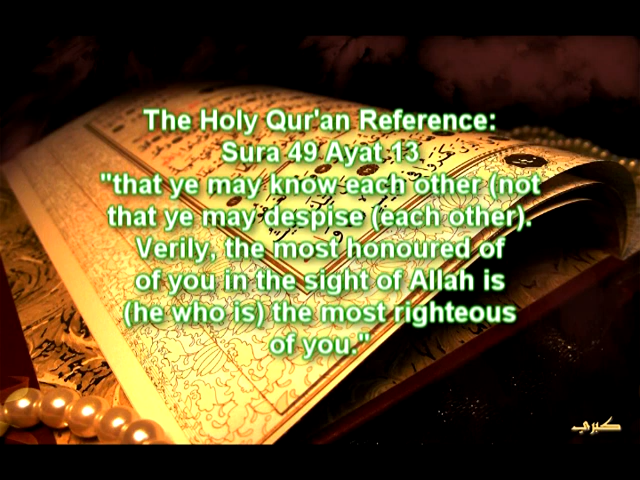 The Holy Qur'an Reference:
Sura 49 Ayat 13
"that ye may know each other (not
that ye may despise (each other).
Verily, the most honoured of
of you in the sight of Allah is
(he who is) the most righteous
of you."